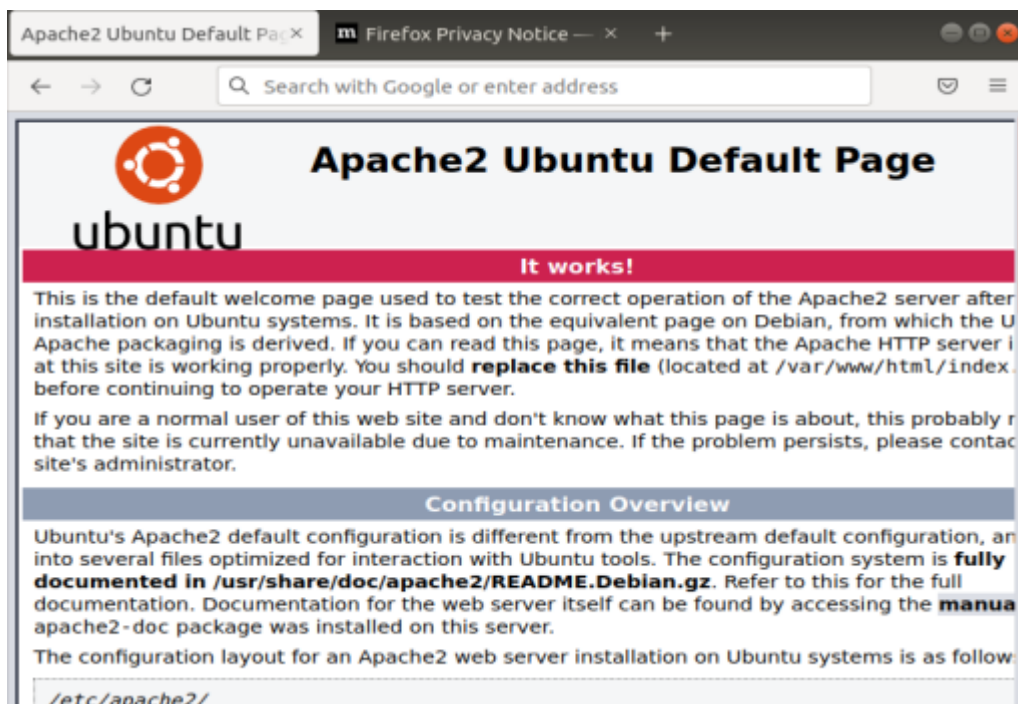 Apache2 Ubuntu Default Pag
m Firefox Privacy Notice —
Search with Google or enter address
ubuntu
Apache2 Ubuntu Default Page
It works!
This is the default welcome page used to test the correct operation of the Apache2 server after
installation on Ubuntu systems. It is based on the equivalent page on Debian, from which the U
Apache packaging is derived. If you can read this page, it means that the Apache HTTP server i
at this site is working properly. You should replace this file (located at /var/www/html/index.
before continuing to operate your HTTP server.
If you are a normal user of this web site and don't know what this page is about, this probably
that the site is currently unavailable due to maintenance. If the problem persists, please contac
site's administrator.
Configuration Overview
Ubuntu's Apache2 default configuration is different from the upstream default configuration, an
into several files optimized for interaction with Ubuntu tools. The configuration system is fully
documented in /usr/share/doc/apache2/README.Debian.gz. Refer to this for the full
documentation. Documentation for the web server itself can be found by accessing the manua
apache2-doc package was installed on this server.
The configuration layout for an Apache2 web server installation on Ubuntu systems is as follow
/etc/apache2/